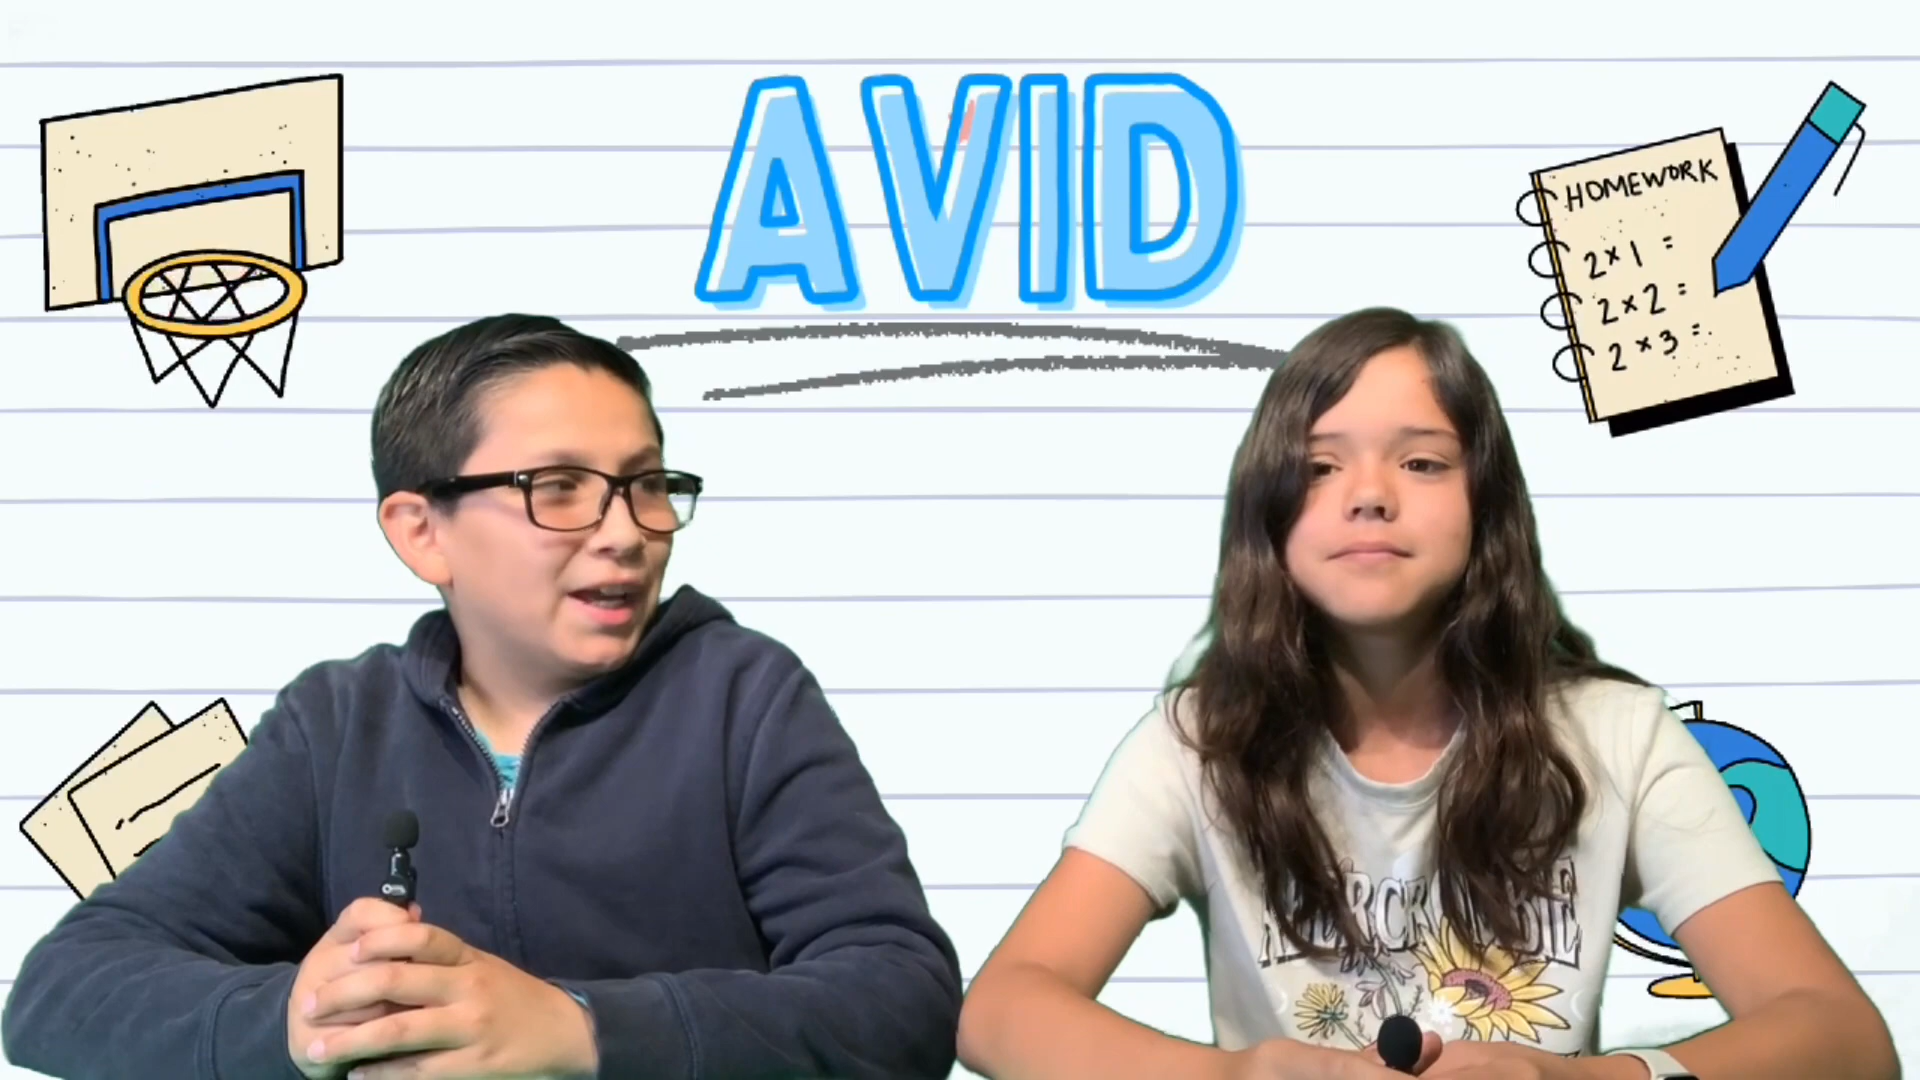 AVID
HOMEWORK
2×1 =
2×2 =
2×3 =